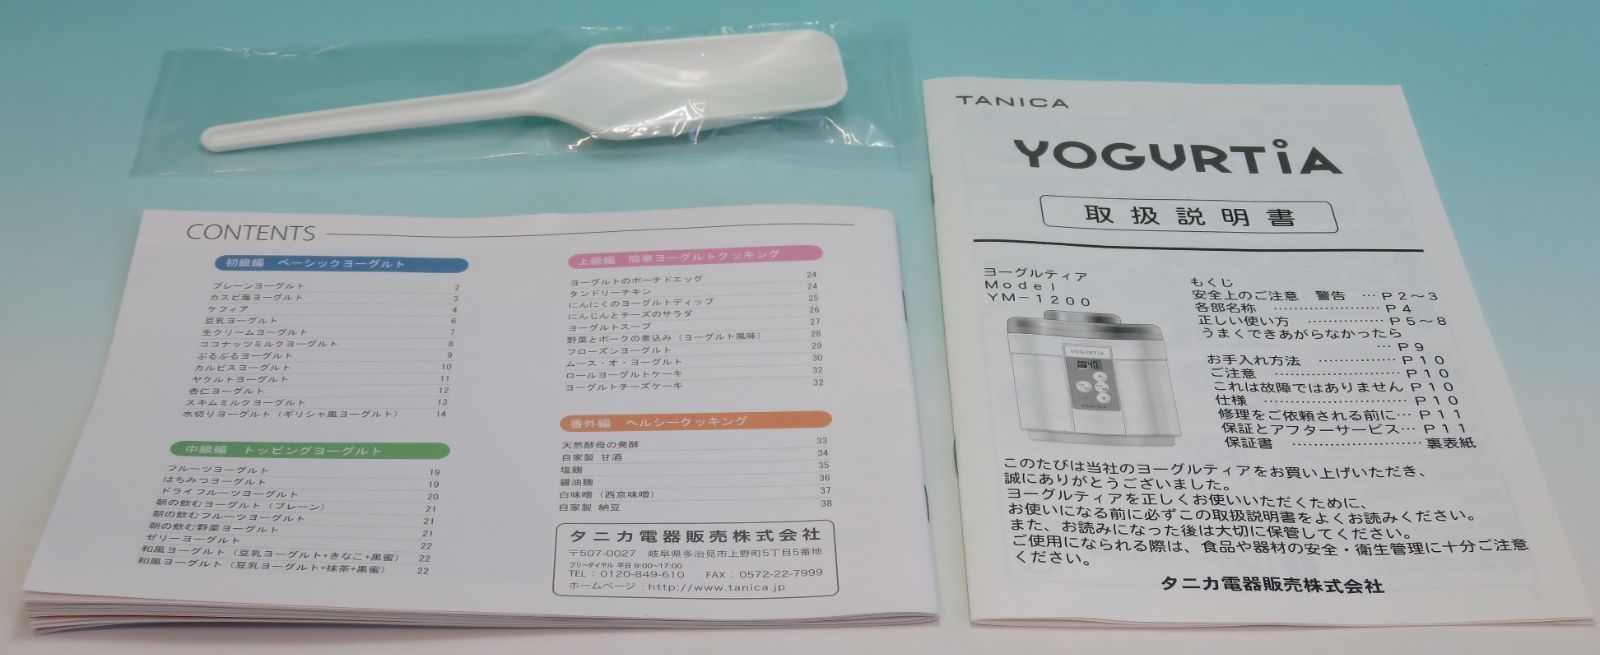 CONTENTS
初級編 ベーシックヨーグルト
プレーンヨーグルト 2
カスピ海ヨーグルト 3
ケフィア 4
豆乳ヨーグルト 6
生クリームヨーグルト 7
ココナッツミルクヨーグルト 8
ぷるぷるヨーグルト 9
カルピスヨーグルト 10
ヤクルトヨーグルト 11
杏仁ヨーグルト 12
スキムミルクヨーグルト 13
水切りヨーグルト（ギリシャ風ヨーグルト） 14
中級編 トッピングヨーグルト
フルーツヨーグルト 19
はちみつヨーグルト 19
ドライフルーツヨーグルト 20
朝の飲むヨーグルト（プレーン） 21
朝の飲むフルーツヨーグルト 21
朝の飲む野菜ヨーグルト 21
ゼリーヨーグルト 22
和風ヨーグルト（豆乳ヨーグルト+きなこ+黒蜜） 22
和風ヨーグルト（豆乳ヨーグルト+抹茶+黒蜜） 22
上級編 簡単ヨーグルトクッキング
ヨーグルトのポーチドエッグ 24
タンドリーチキン 24
にんにくのヨーグルトディップ 25
にんじんとチーズのサラダ 26
ヨーグルトスープ 27
野菜とポークの煮込み（ヨーグルト風味） 28
フローズンヨーグルト 29
ムース・オ・ヨーグルト 30
ロールヨーグルトケーキ 32
ヨーグルトチーズケーキ 32
番外編 ヘルシークッキング
天然酵母の発酵 33
自家製 甘酒 34
塩麹 35
醤油麹 36
白味噌（西京味噌） 37
自家製 納豆 38
タニカ電器販売株式会社
〒507-0027 岐阜県多治見市上野町5丁目5番地
フリーダイヤル 平日 9:00~17:00
TEL：0120-849-610 FAX：0572-22-7999
ホームページ：http://www.tanica.jp
TANICA
YOGURTiA
取扱説明書
ヨーグルティア
Model
YM-1200
YOGURTiA
40
TANICA
もくじ
安全上のご注意 警告 …P2～3
各部名称 …………………P4
正しい使い方 ……………P5～8
うまくできあがらなかったら
…P9
お手入れ方法 ……………P10
ご注意 ……………………P10
これは故障ではありませんP10
仕様 ………………………P10
修理をご依頼される前に…P11
保証とアフターサービス…P11
保証書 ……………………裏表紙
このたびは当社のヨーグルティアをお買い上げいただき、
誠にありがとうございました。
ヨーグルティアを正しくお使いいただくために、
お使いになる前に必ずこの取扱説明書をよくお読みください。
また、お読みになった後は大切に保管してください。
ご使用になられる際は、食品や器材の安全・衛生管理に十分ご注意
ください。
タニカ電器販売株式会社